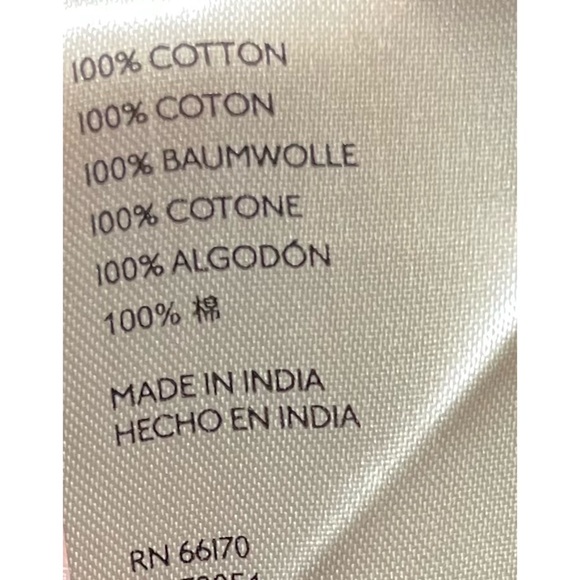 100% COTTON
100% COTON
100% BAUMWOLLE
100% COTONE
100% ALGODÓN
100% 棉
MADE IN INDIA
HECHO EN INDIA
RN 66170